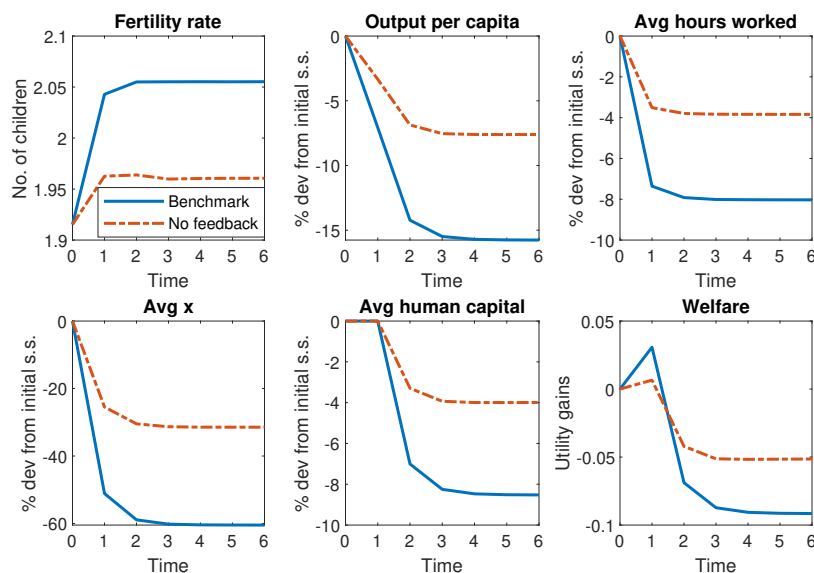 Fertility rate
No. of children
2.1
2.05
2
1.95
1.9
Benchmark
No feedback
0 1 2 3 4 5 6
Time
Output per capita
% dev from initial s.s.
0
-5
-10
-15
0 1 2 3 4 5 6
Time
Avg hours worked
% dev from initial s.s.
0
-2
-4
-6
-8
-10
0 1 2 3 4 5 6
Time
Avg x
% dev from initial s.s.
0
-20
-40
-60
0 1 2 3 4 5 6
Time
Avg human capital
% dev from initial s.s.
0
-2
-4
-6
-8
-10
0 1 2 3 4 5 6
Time
Welfare
Utility gains
0.05
0
-0.05
-0.1
0 1 2 3 4 5 6
Time